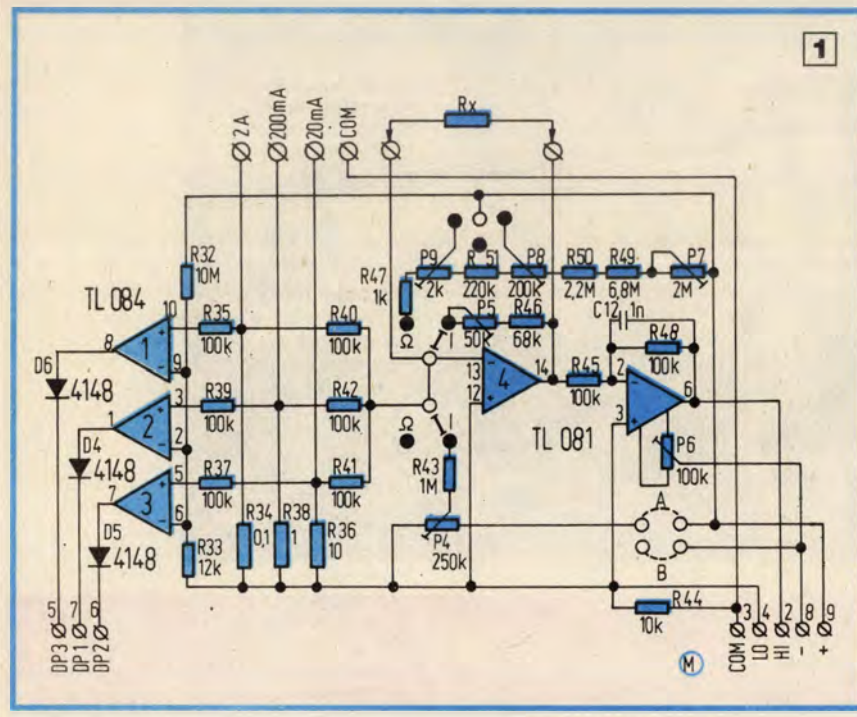 1
2A
200mA
20mA
COM
Rx
R32
10M
TL 084
R47
1k
P9
2k
R 51
220k
P8
200k
R50
2,2M
R49
6,8M
P7
2M
C12 1n
P5
50k
R46
68k
R48
100k
10
R35
100k
R40
100k
8
1
9
D6
4148
Ω
I
13
12
4
14
R45
100k
2
3
6
3
R39
100k
R42
100k
1
2
2
D4
4148
Ω
I
TL 081
P6
100k
5
R37
100k
R41
100k
7
3
6
D5
4148
R43
1M
A
B
R33
12k
R34
0,1
R38
1
R36
10
P4
250k
R44
10k
5
7
6
DP3
DP1
DP2
M
3
4
2
8
9
COM
LO
HI
-
+